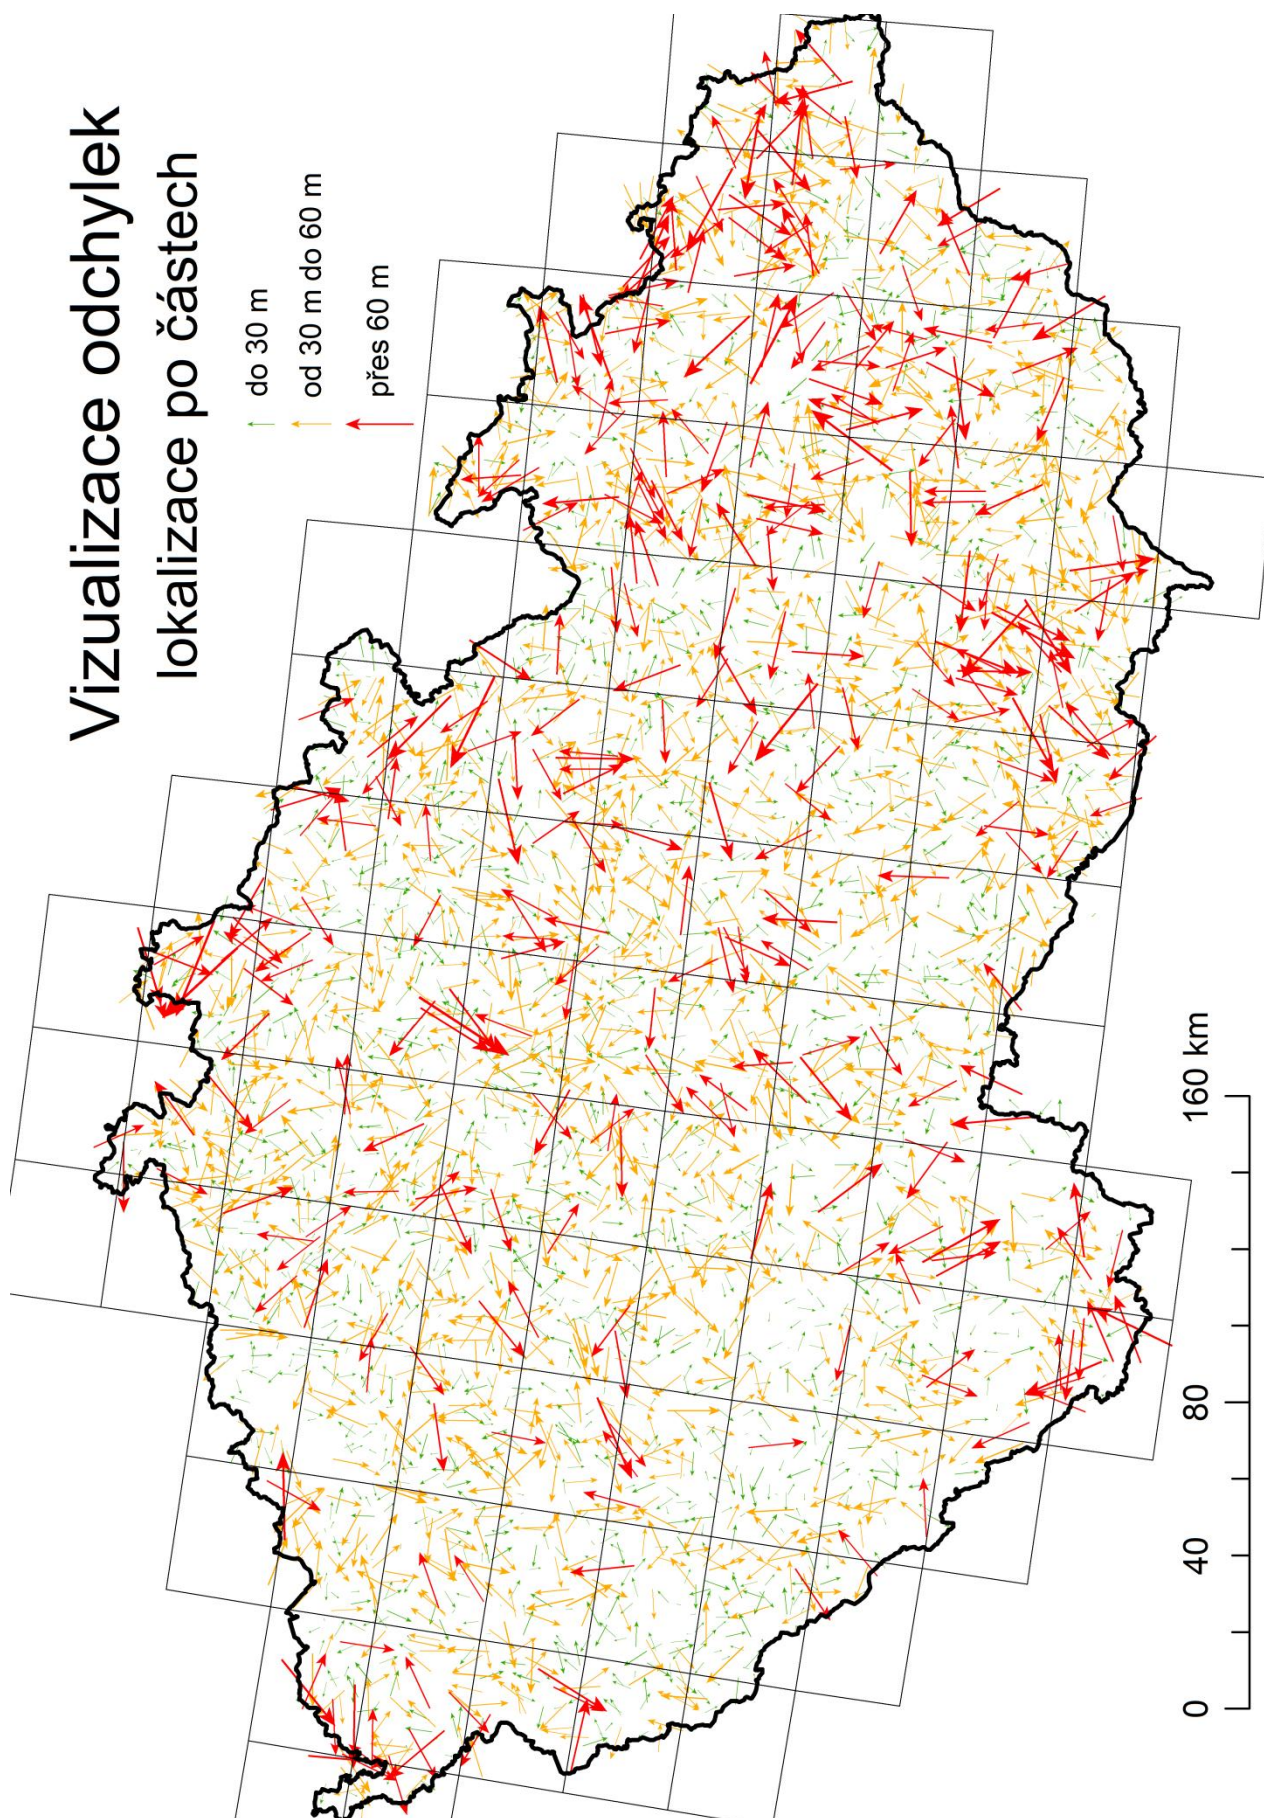 Vizualizace odchylek
lokalizace po částech
do 30 m
od 30 m do 60 m
přes 60 m
0 40 80 160 km